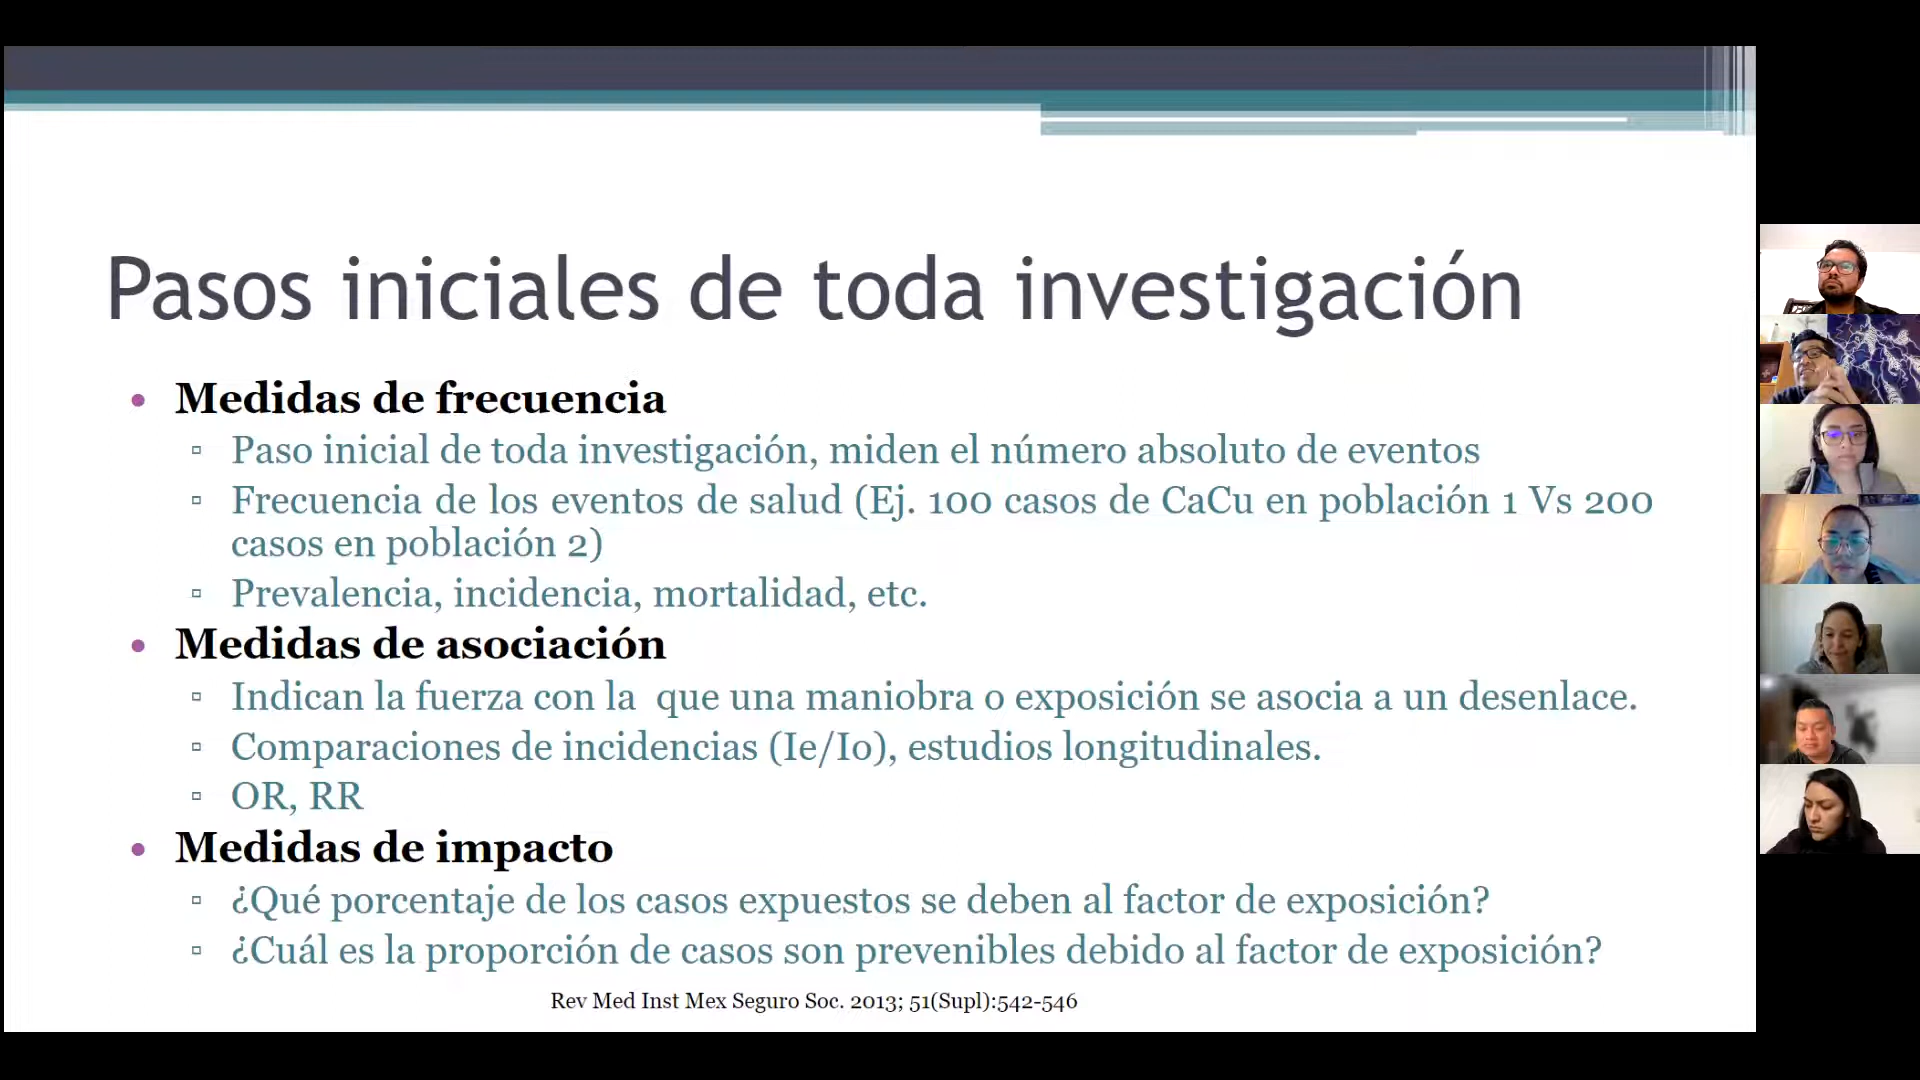 Pasos iniciales de toda investigación
• Medidas de frecuencia
▫ Paso inicial de toda investigación, miden el número absoluto de eventos
▫ Frecuencia de los eventos de salud (Ej. 100 casos de CaCu en población 1 Vs 200
casos en población 2)
▫ Prevalencia, incidencia, mortalidad, etc.
• Medidas de asociación
▫ Indican la fuerza con la  que una maniobra o exposición se asocia a un desenlace.
▫ Comparaciones de incidencias (Ie/Io), estudios longitudinales.
▫ OR, RR
• Medidas de impacto
▫ ¿Qué porcentaje de los casos expuestos se deben al factor de exposición?
▫ ¿Cuál es la proporción de casos son prevenibles debido al factor de exposición?
Rev Med Inst Mex Seguro Soc. 2013; 51(Supl):542-546